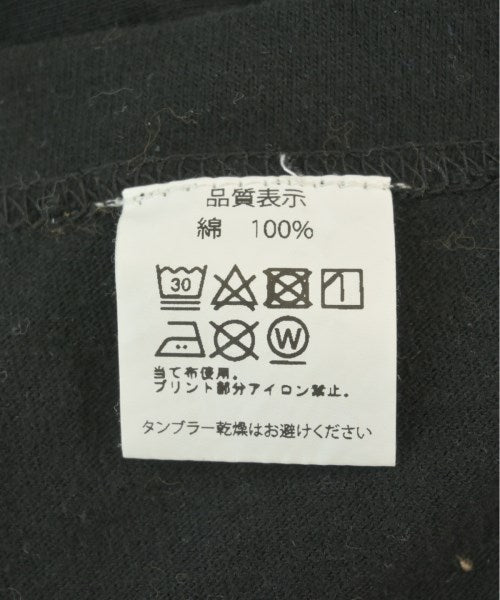 品質表示
綿 100%
30
W
当て布使用。
プリント部分アイロン禁止。
タンブラー乾燥はお避けください